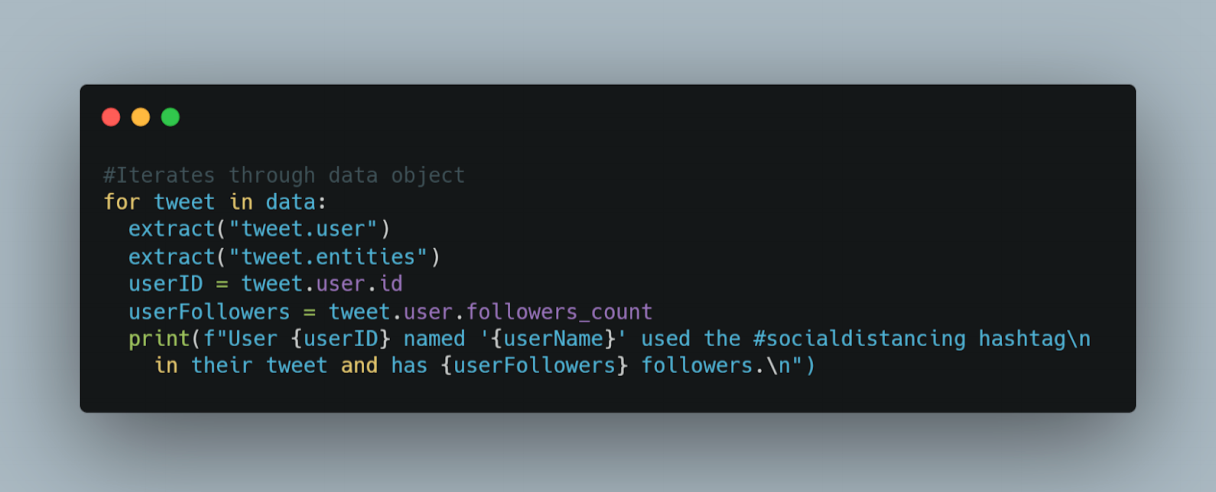 #Iterates through data object
for tweet in data:
  extract("tweet.user")
  extract("tweet.entities")
  userID = tweet.user.id
  userFollowers = tweet.user.followers_count
  print(f"User {userID} named '{userName}' used the #socialdistancing hashtag\n
    in their tweet and has {userFollowers} followers.\n")